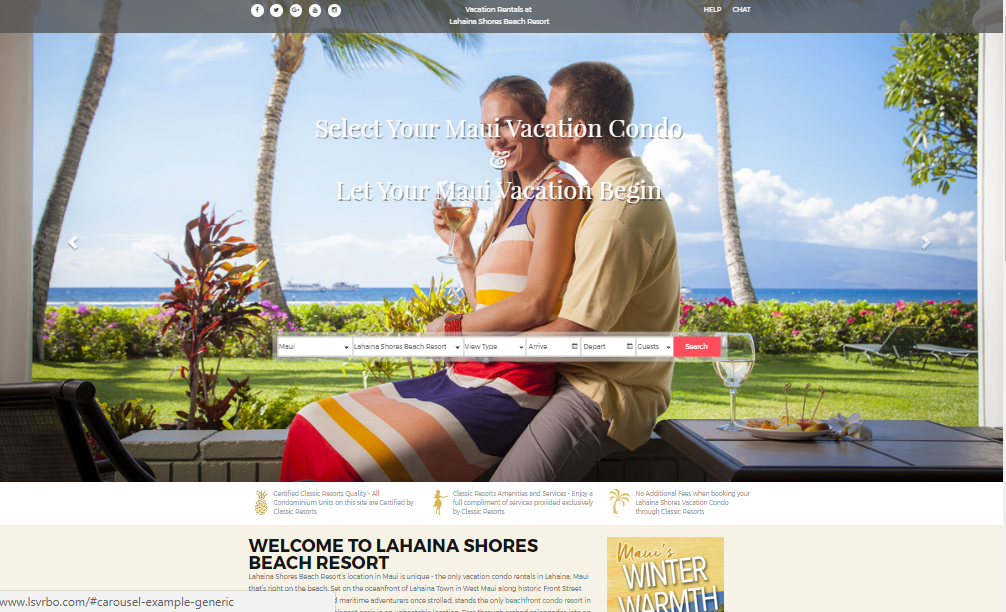 Vacation Rentals at
Lahaina Shores Beach Resort
HELP CHAT
Select Your Maui Vacation Condo
&
Let Your Maui Vacation Begin
Maui Lahaina Shores Beach Resort View Type Arrive Depart Guests Search
Certified Classic Resorts Quality - All
Condominium Units on this site are Certified by
Classic Resorts
Classic Resorts Amenities and Services - Enjoy a
full compliment of services provided exclusively
by Classic Resorts
No Additional Fees when booking your
Lahaina Shores Vacation Condo
through Classic Resorts
WELCOME TO LAHAINA SHORES
BEACH RESORT
Lahaina Shores Beach Resort's location in Maui is unique - the only vacation condo rentals in Lahaina, Maui
that's right on the beach. Set on the oceanfront of Lahaina Town in West Maui along historic Front Street
maritime adventurers once strolled, stands the only beachfront condo resort in
Maui's
WINTER
WARMTH
www.lsvrbo.com/#carousel-example-generic